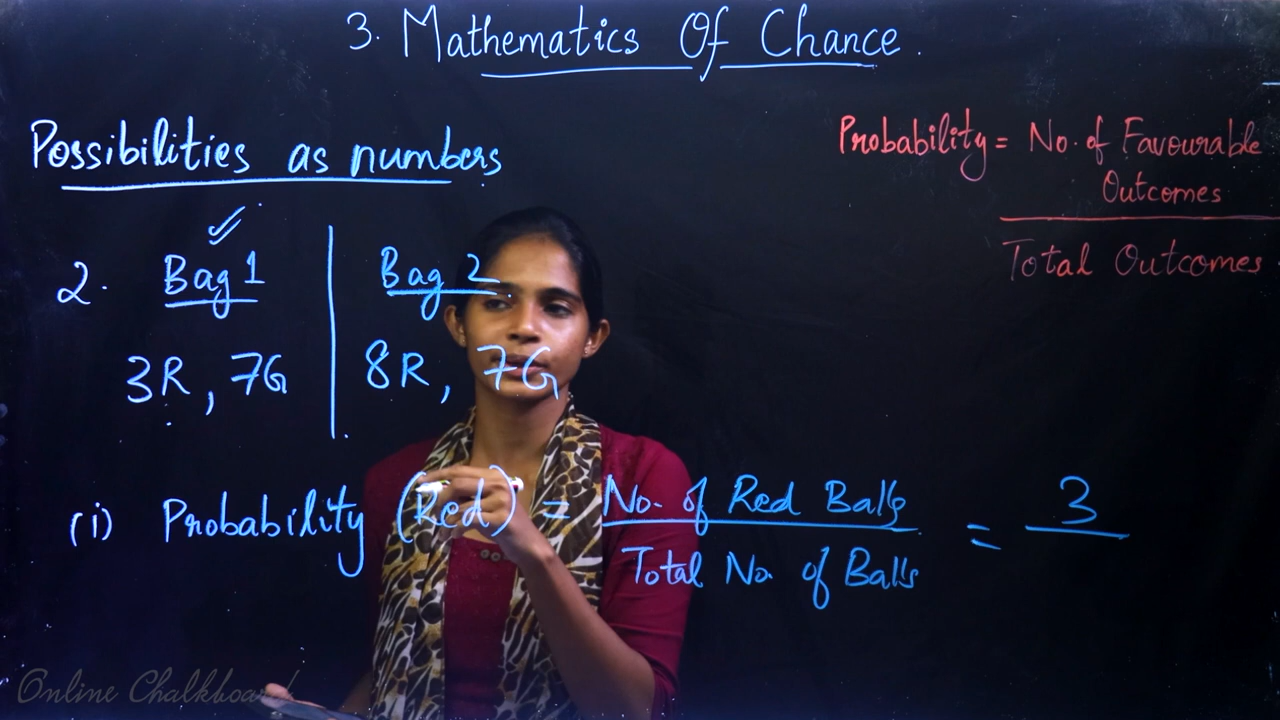 3. Mathematics Of Chance.
Possibilities as numbers
Probability = No. of Favourable
Outcomes
Total Outcomes
2. Bag 1 Bag 2
3R, 7G 8R, 7G
(i) Probability (Red) = No. of Red Balls = 3
Total No. of Balls
Online Chalkboard